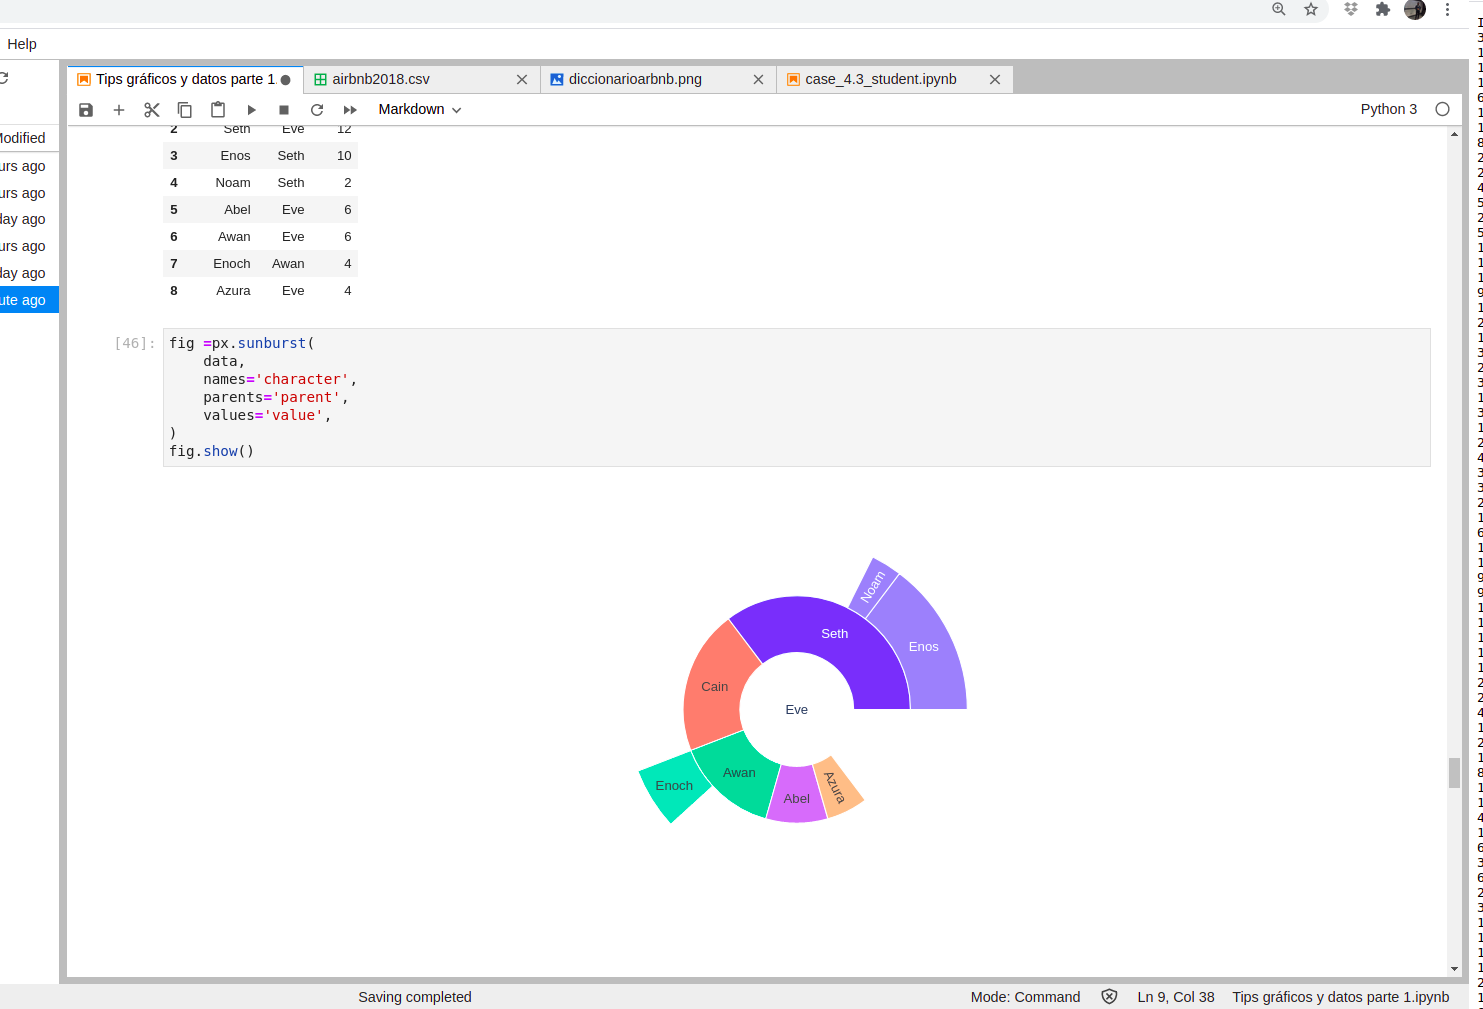 Help
Tips gráficos y datos parte 1.
airbnb2018.csv
diccionarioarbnb.png
case_4.3_student.ipynb
Markdown
Python 3
Modified
urs ago
urs ago
day ago
urs ago
day ago
ute ago
2 Seth Eve 12
3 Enos Seth 10
4 Noam Seth 2
5 Abel Eve 6
6 Awan Eve 6
7 Enoch Awan 4
8 Azura Eve 4
[46]:
fig =px.sunburst(
data,
names='character',
parents='parent',
values='value',
)
fig.show()
Noam
Seth
Enos
Cain
Eve
Awan
Enoch
Abel
Azura
Saving completed
Mode: Command
Ln 9, Col 38
Tips gráficos y datos parte 1.ipynb